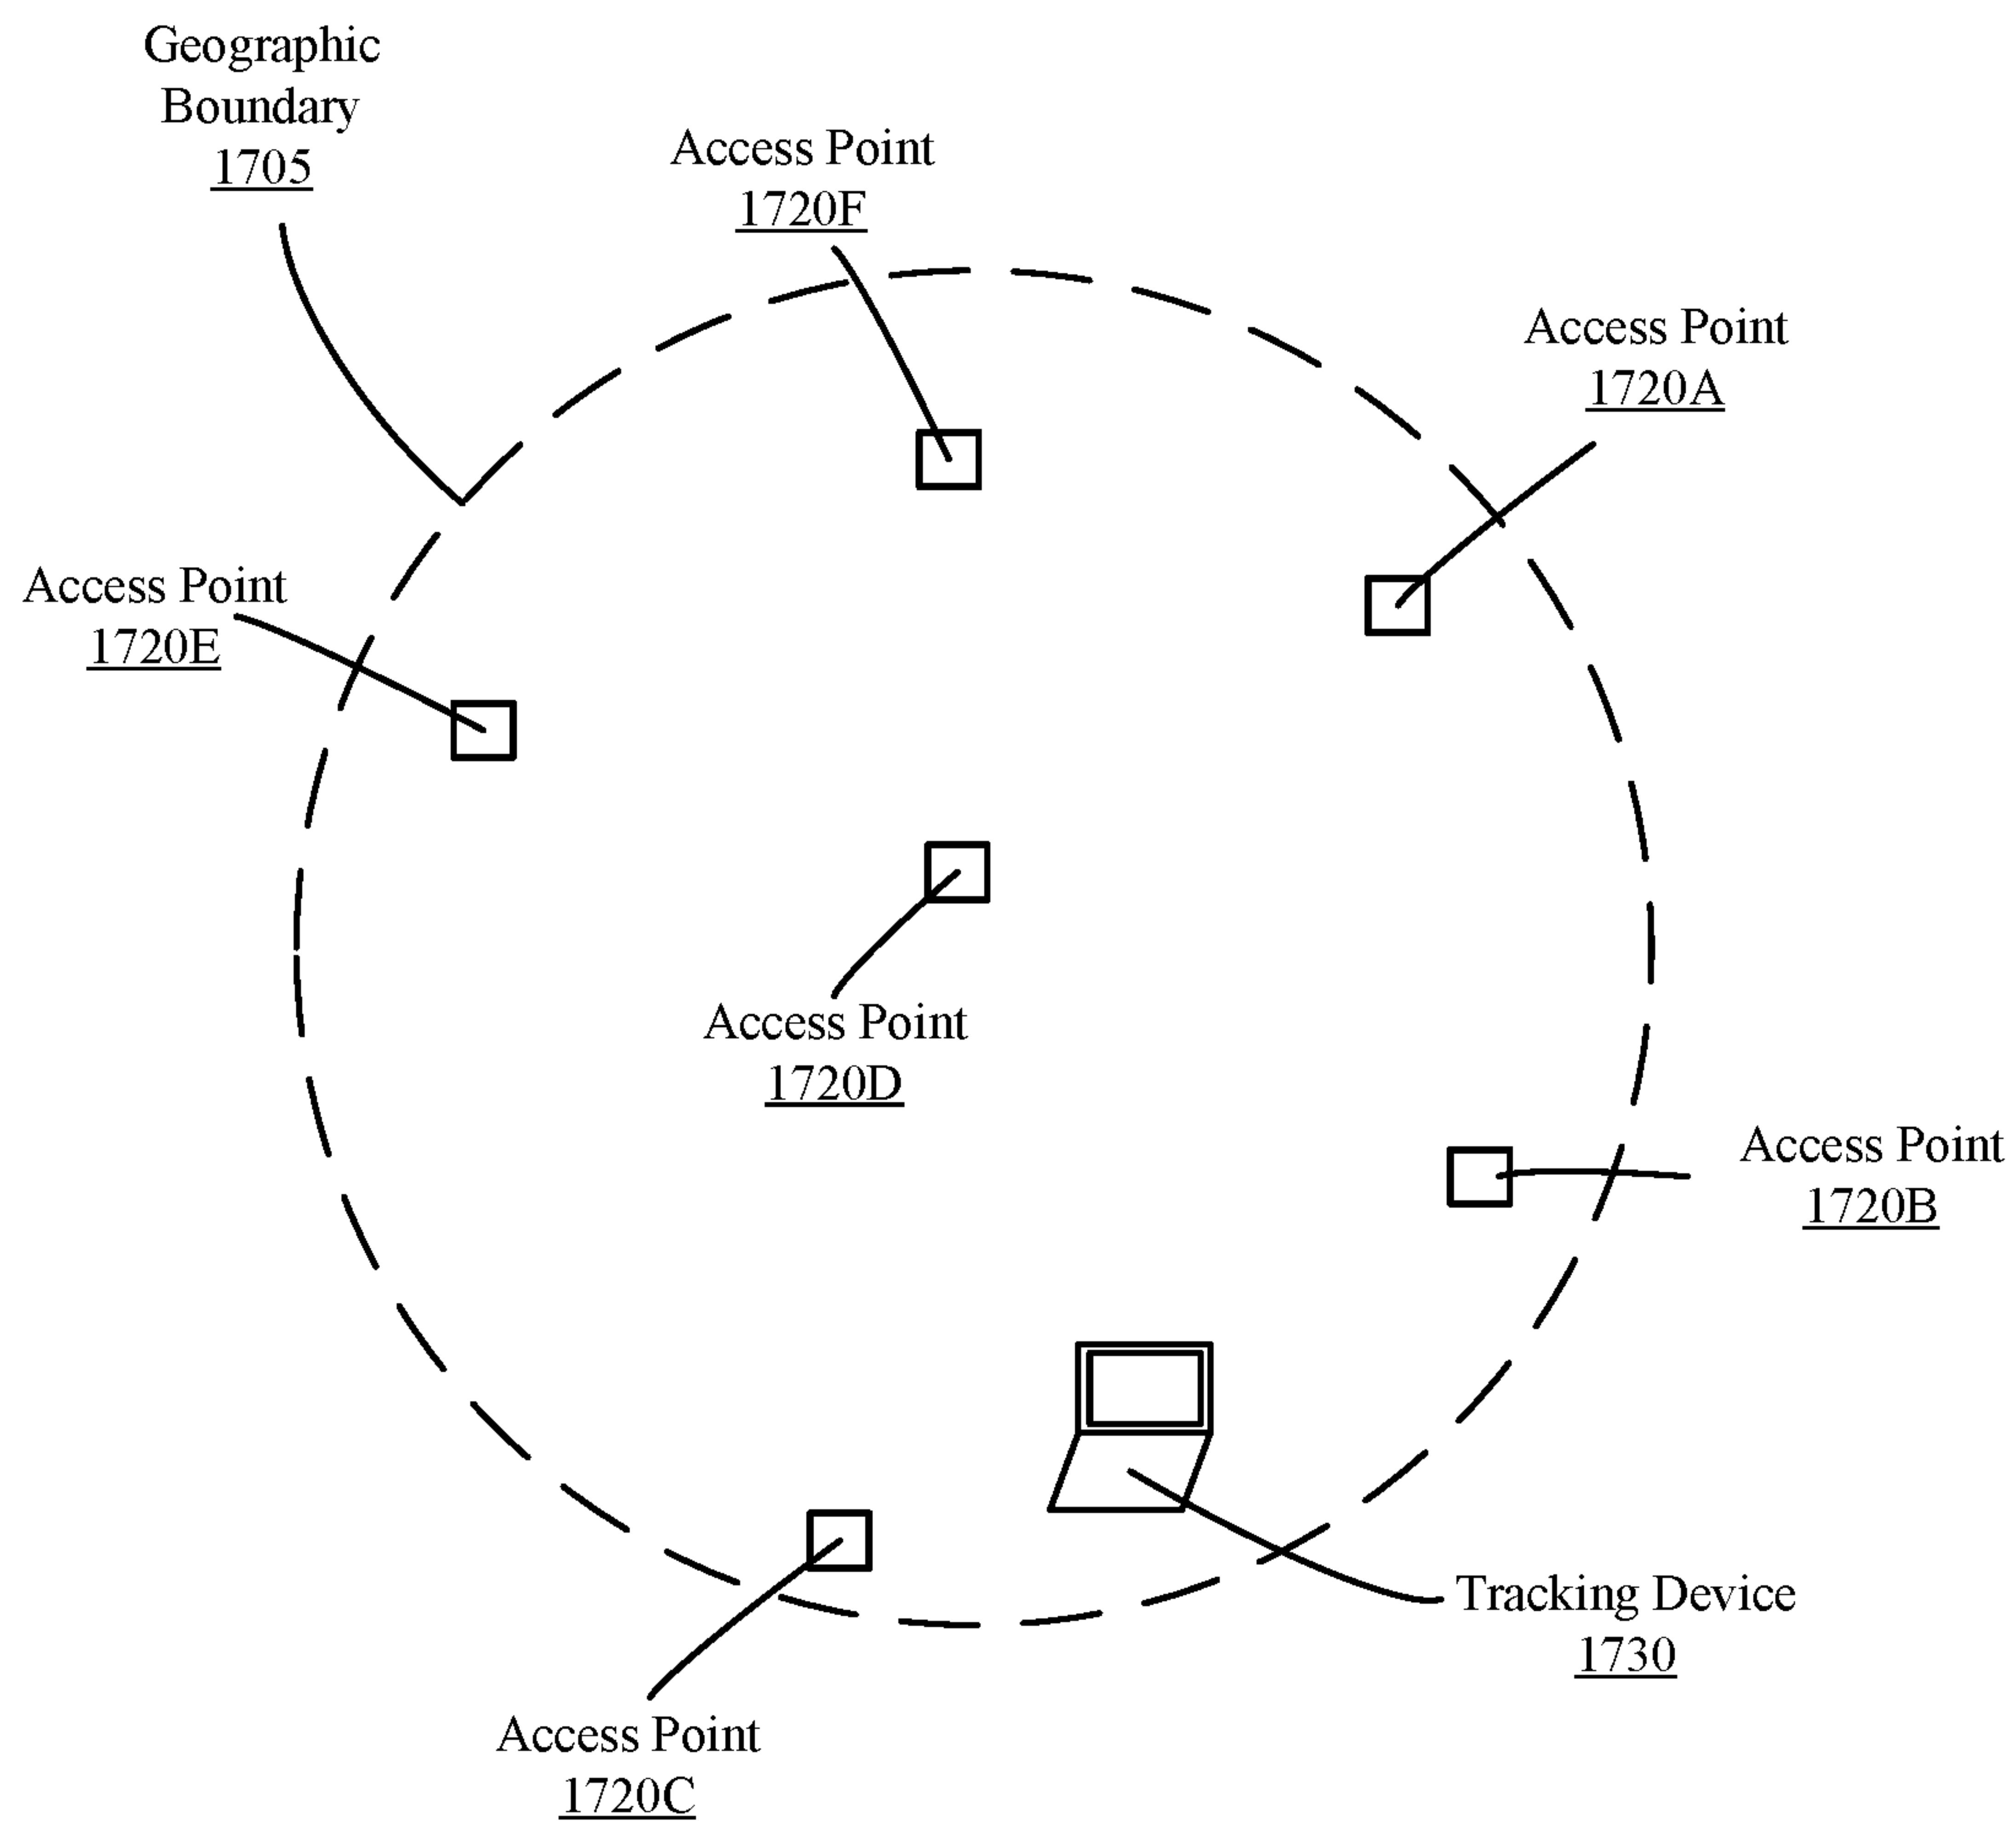 Geographic
Boundary
1705
Access Point
1720F
Access Point
1720A
Access Point
1720E
Access Point
1720D
Access Point
1720B
Tracking Device
1730
Access Point
1720C